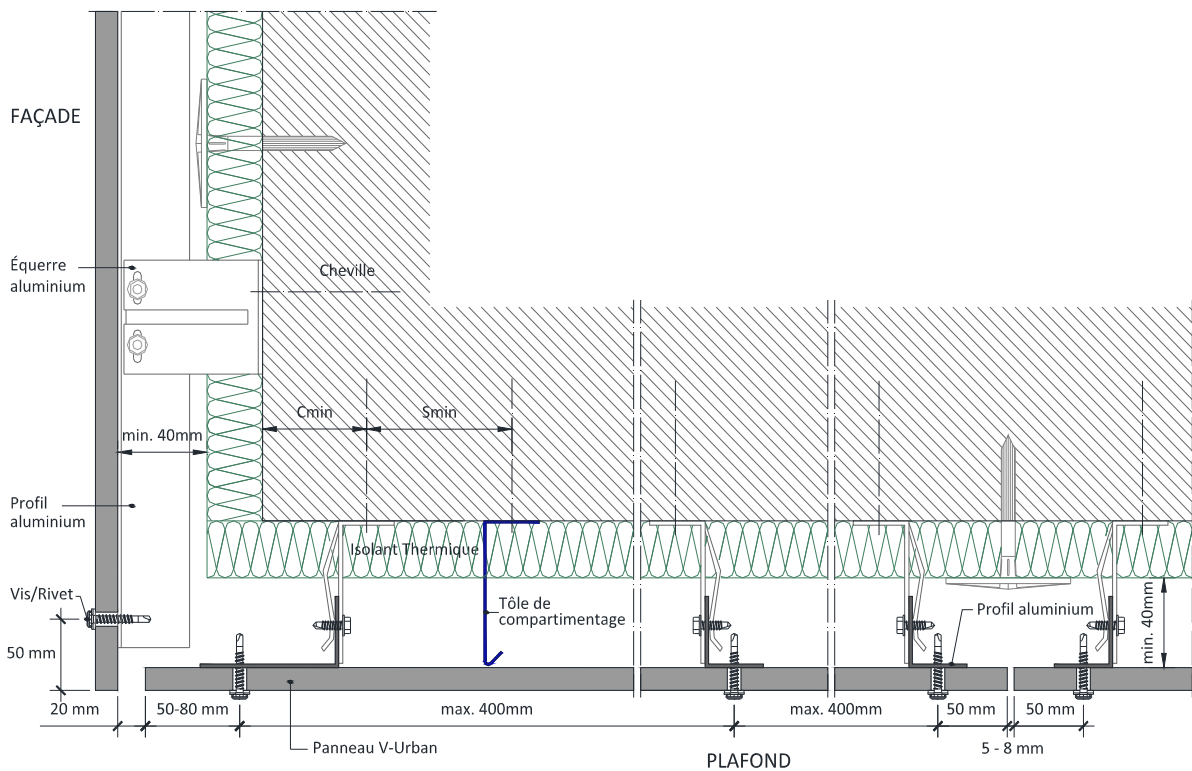 FAÇADE
Équerre
aluminium
Cheville
Cmin
Smin
min. 40mm
Profil
aluminium
Isolant Thermique
Vis/Rivet
Tôle de
compartimentage
Profil aluminium
min. 40mm
50 mm
20 mm
50-80 mm
max. 400mm
max. 400mm
50 mm
50 mm
5 - 8 mm
Panneau V-Urban
PLAFOND